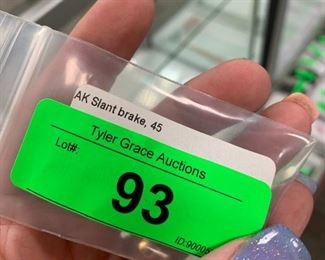 AK Slant brake, 45
Tyler Grace Auctions
Lot#:
93